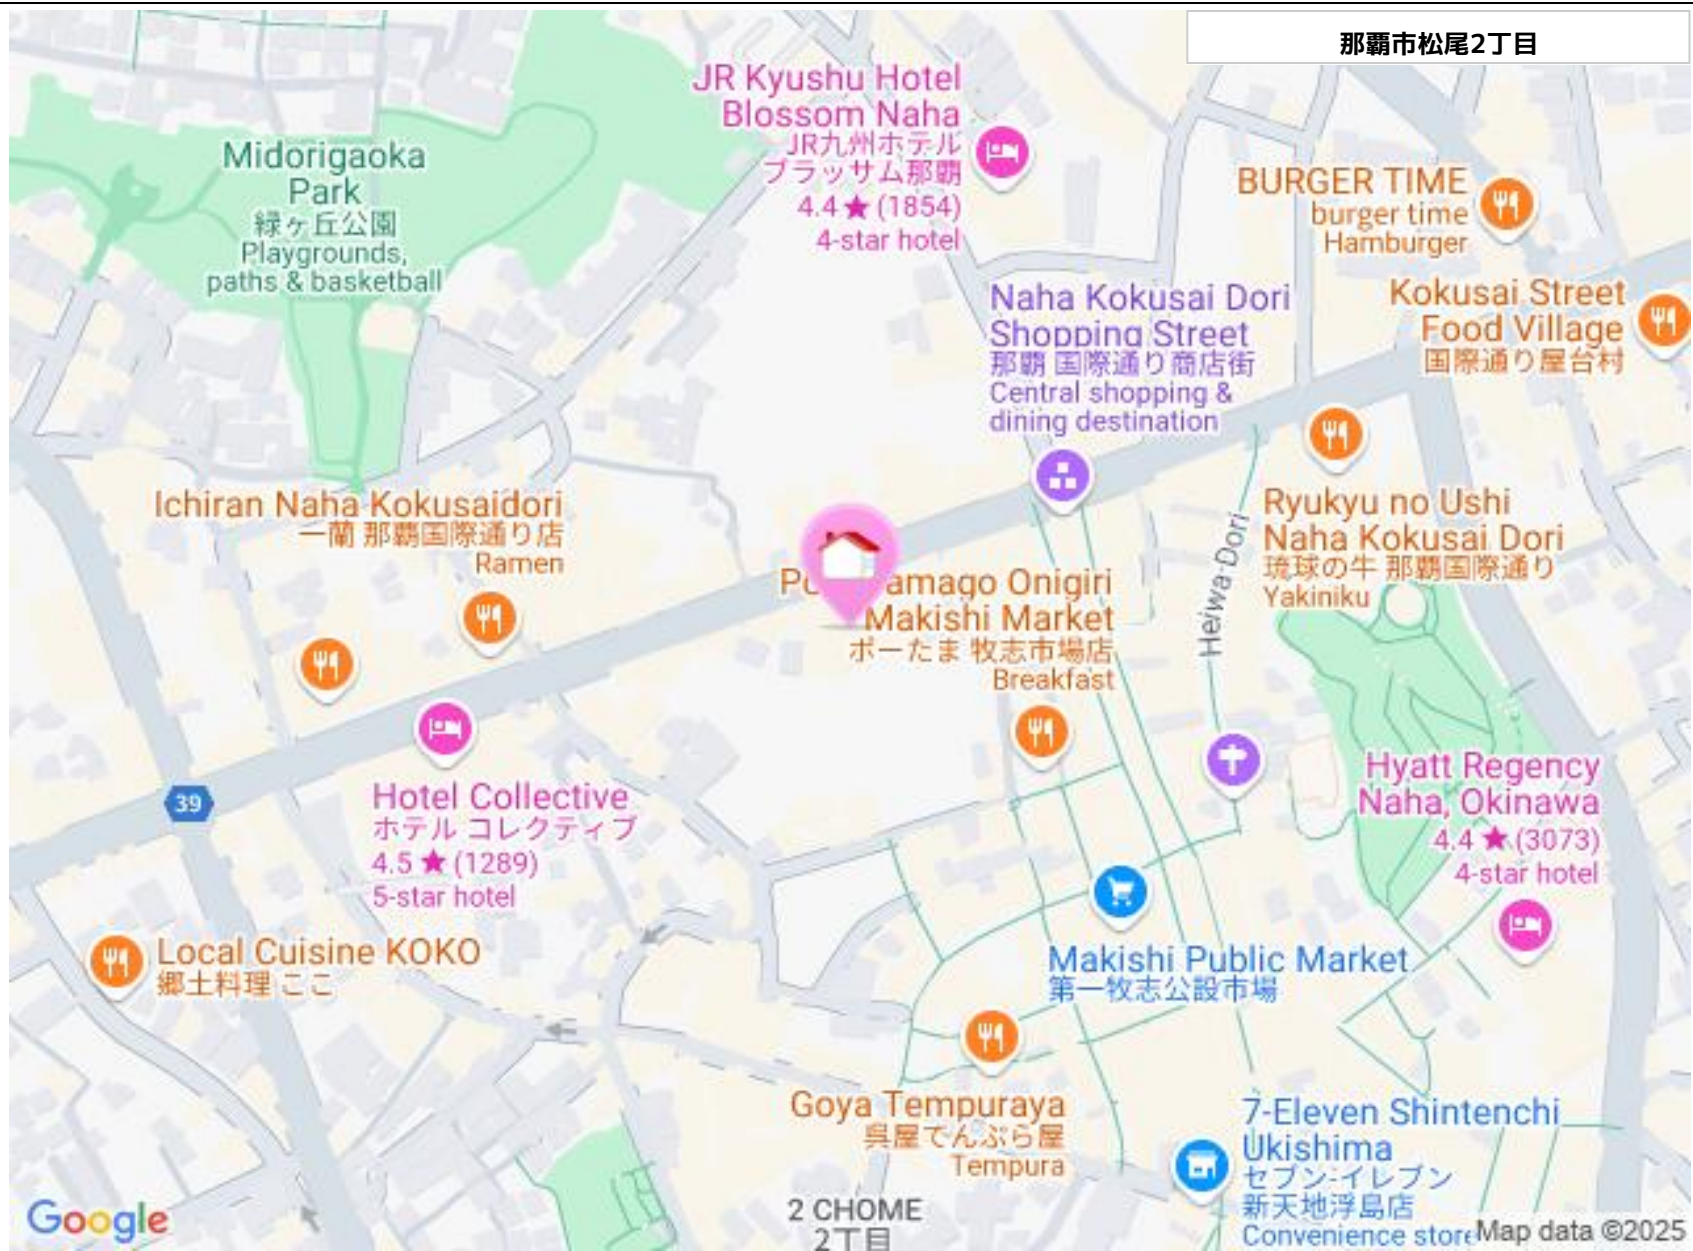 那覇市松尾2丁目
JR Kyushu Hotel
Blossom Naha
JR九州ホテル
ブラッサム那覇
4.4★ (1854)
4-star hotel
Midorigaoka
Park
緑ヶ丘公園
Playgrounds,
paths & basketball
BURGER TIME
burger time
Hamburger
Kokusai Street
Food Village
国際通り屋台村
Naha Kokusai Dori
Shopping Street
那覇 国際通り商店街
Central shopping &
dining destination
Ichiran Naha Kokusaidori
一蘭 那覇国際通り店
Ramen
Ryukyu no Ushi
Naha Kokusai Dori
琉球の牛 那覇国際通り
Yakiniku
Heiwa Dori
Onigiri
Makishi Market
ポーたま 牧志市場店
Breakfast
39
Hotel Collective
ホテル コレクティブ
4.5 ★ (1289)
5-star hotel
Hyatt Regency
Naha, Okinawa
4.4 ★ (3073)
4-star hotel
Local Cuisine KOKO
郷土料理 ここ
Makishi Public Market
第一牧志公設市場
Goya Tempuraya
呉屋てんぷら屋
Tempura
7-Eleven Shintenchi
Ukishima
セブン-イレブン
新天地浮島店
Convenience store
2 CHOME
2丁目
Google
Map data ©2025